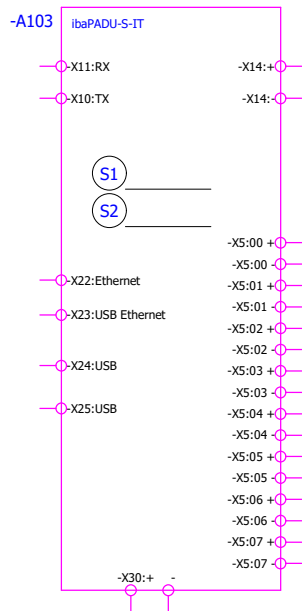 -A103 ibaPADU-S-IT
-X11:RX -X14:+
-X10:TX -X14:-
S1
S2
-X5:00 +
-X5:00 -
-X22:Ethernet -X5:01 +
-X5:01 -
-X23:USB Ethernet -X5:02 +
-X5:02 -
-X24:USB -X5:03 +
-X5:03 -
-X25:USB -X5:04 +
-X5:04 -
-X5:05 +
-X5:05 -
-X5:06 +
-X5:06 -
-X5:07 +
-X5:07 -
-X30:+ -